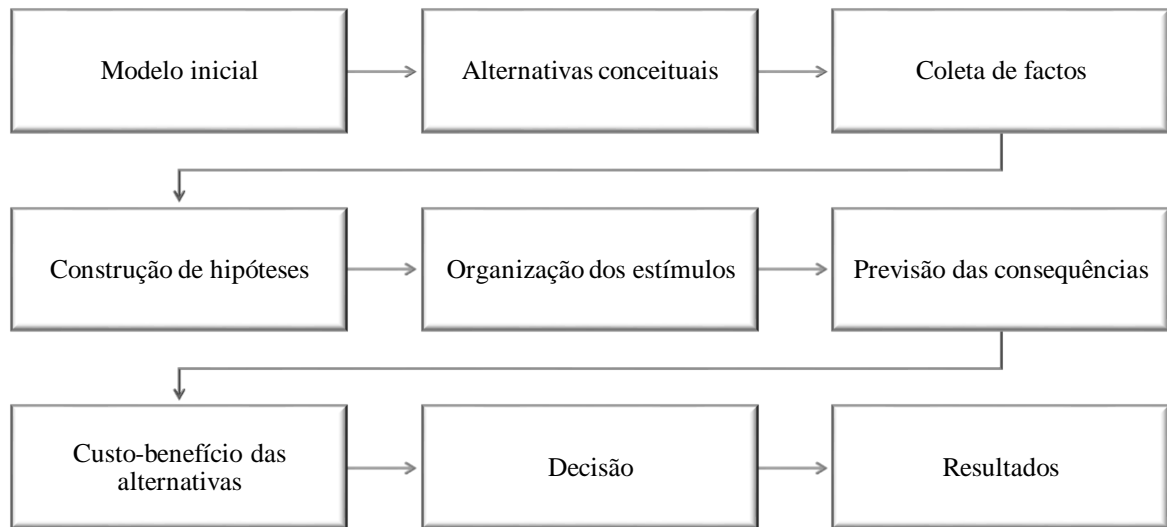 Modelo inicial
Alternativas conceituais
Coleta de factos
Construção de hipóteses
Organização dos estímulos
Previsão das consequências
Custo-benefício das
alternativas
Decisão
Resultados